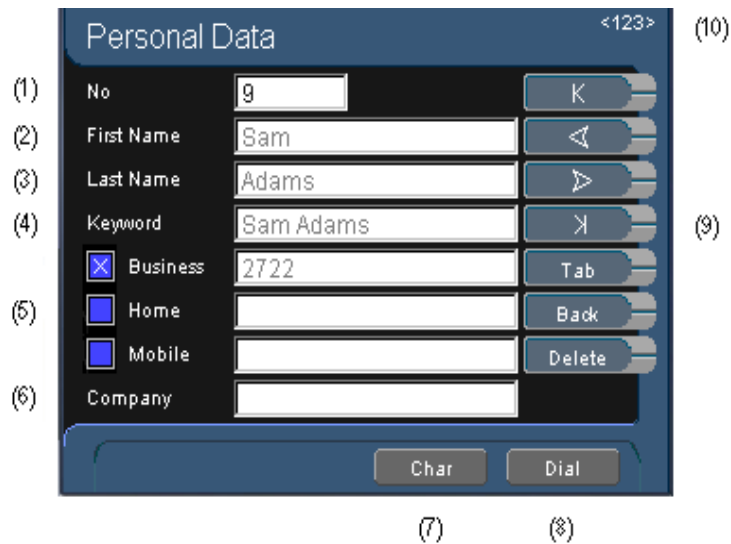 Personal Data <123> (10)
(1) No 9 K
(2) First Name Sam
(3) Last Name Adams
(4) Keyword Sam Adams (9)
Business 2722 Tab
(5) Home Back
Mobile Delete
(6) Company
Char Dial
(7) (8)